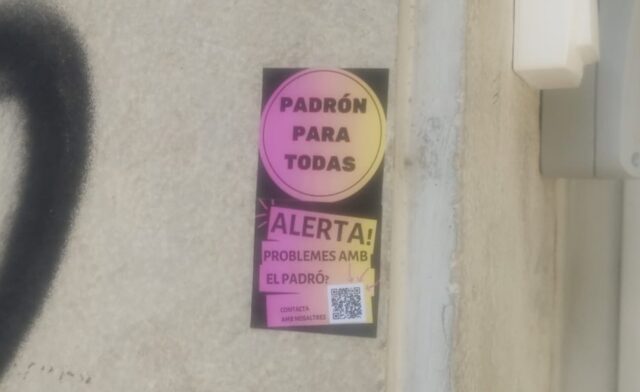 PADRÓN
PARA
TODAS
ALERTA!
PROBLEMES AMB
EL PADRÓ?
CONTACTA
AMB NOSALTRES